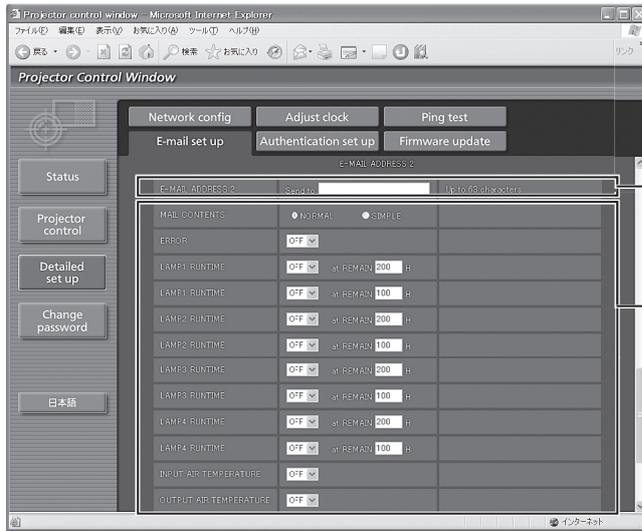 Projector control window - Microsoft Internet Explorer
ファイル(F) 編集(E) 表示(V) お気に入り(A) ツール(T) ヘルプ(H)
戻る 検索 お気に入り リンク
Projector Control Window
Network config Adjust clock Ping test
E-mail set up Authentication set up Firmware update
Status
Projector control
Detailed set up
Change password
日本語
E-MAIL ADDRESS 2
E-MAIL ADDRESS 2 Send to Up to 63 characters
MAIL CONTENTS NORMAL SIMPLE
ERROR OFF
LAMP1 RUNTIME OFF at REMAIN 200 H
LAMP1 RUNTIME OFF at REMAIN 100 H
LAMP2 RUNTIME OFF at REMAIN 200 H
LAMP2 RUNTIME OFF at REMAIN 100 H
LAMP3 RUNTIME OFF at REMAIN 200 H
LAMP3 RUNTIME OFF at REMAIN 100 H
LAMP4 RUNTIME OFF at REMAIN 200 H
LAMP4 RUNTIME OFF at REMAIN 100 H
INPUT AIR TEMPERATURE OFF
OUTPUT AIR TEMPERATURE OFF
インターネット